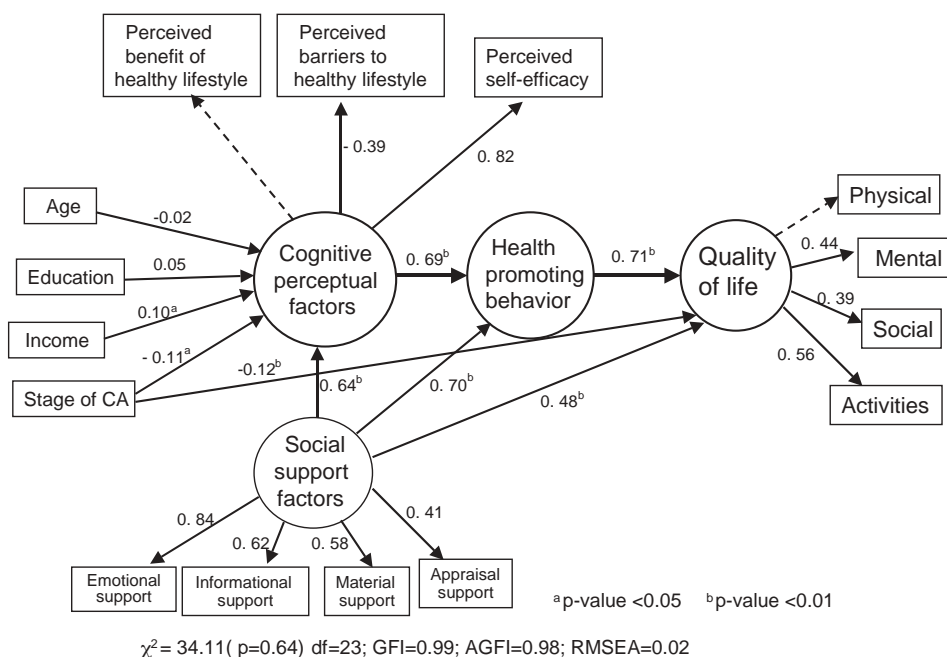 Perceived
benefit of
healthy lifestyle
Perceived
barriers to
healthy lifestyle
Perceived
self-efficacy
- 0.39
0. 82
Age
-0.02
Education
0.05
Income
0.10a
Stage of CA
- 0.11a
-0.12b
Cognitive
perceptual
factors
0. 69b
Health
promoting
behavior
0. 71b
Quality
of life
Physical
0. 44
Mental
0. 39
Social
0. 56
Activities
0. 64b
0. 70b
0. 48b
Social
support
factors
0. 84
0. 62
0. 58
0. 41
Emotional
support
Informational
support
Material
support
Appraisal
support
a p-value <0.05 b p-value <0.01
χ2 = 34.11( p=0.64) df=23; GFI=0.99; AGFI=0.98; RMSEA=0.02